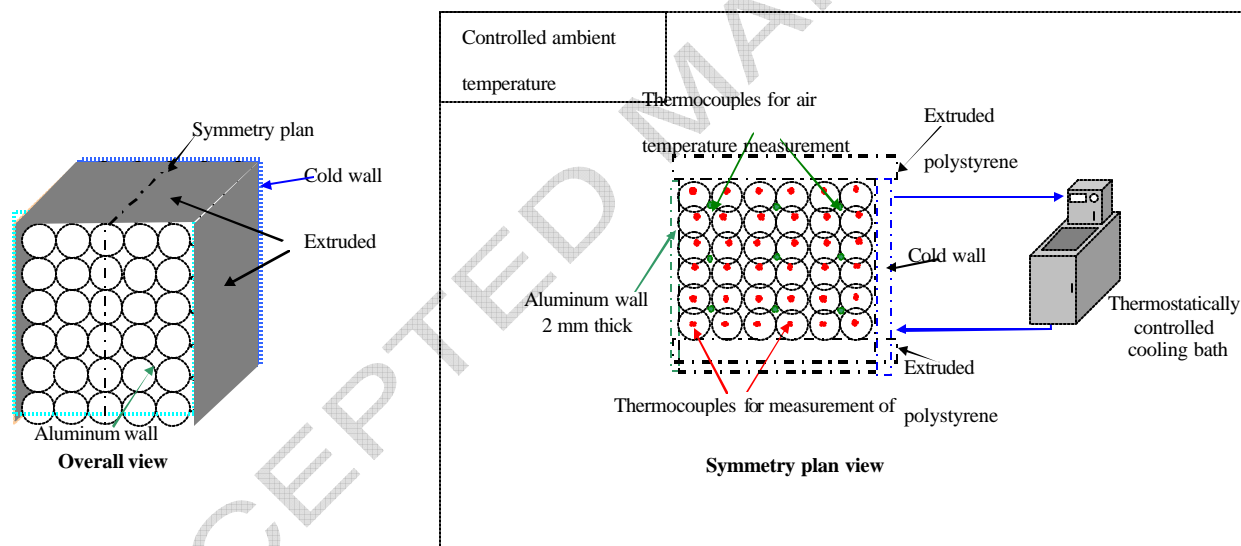 Controlled ambient
temperature
Symmetry plan
Cold wall
Extruded
Aluminum wall
Overall view
Thermocouples for air
temperature measurement
Extruded
polystyrene
Cold wall
Aluminum wall
2 mm thick
Thermostatically
controlled
cooling bath
Extruded
polystyrene
Thermocouples for measurement of
Symmetry plan view
CEPTED MA